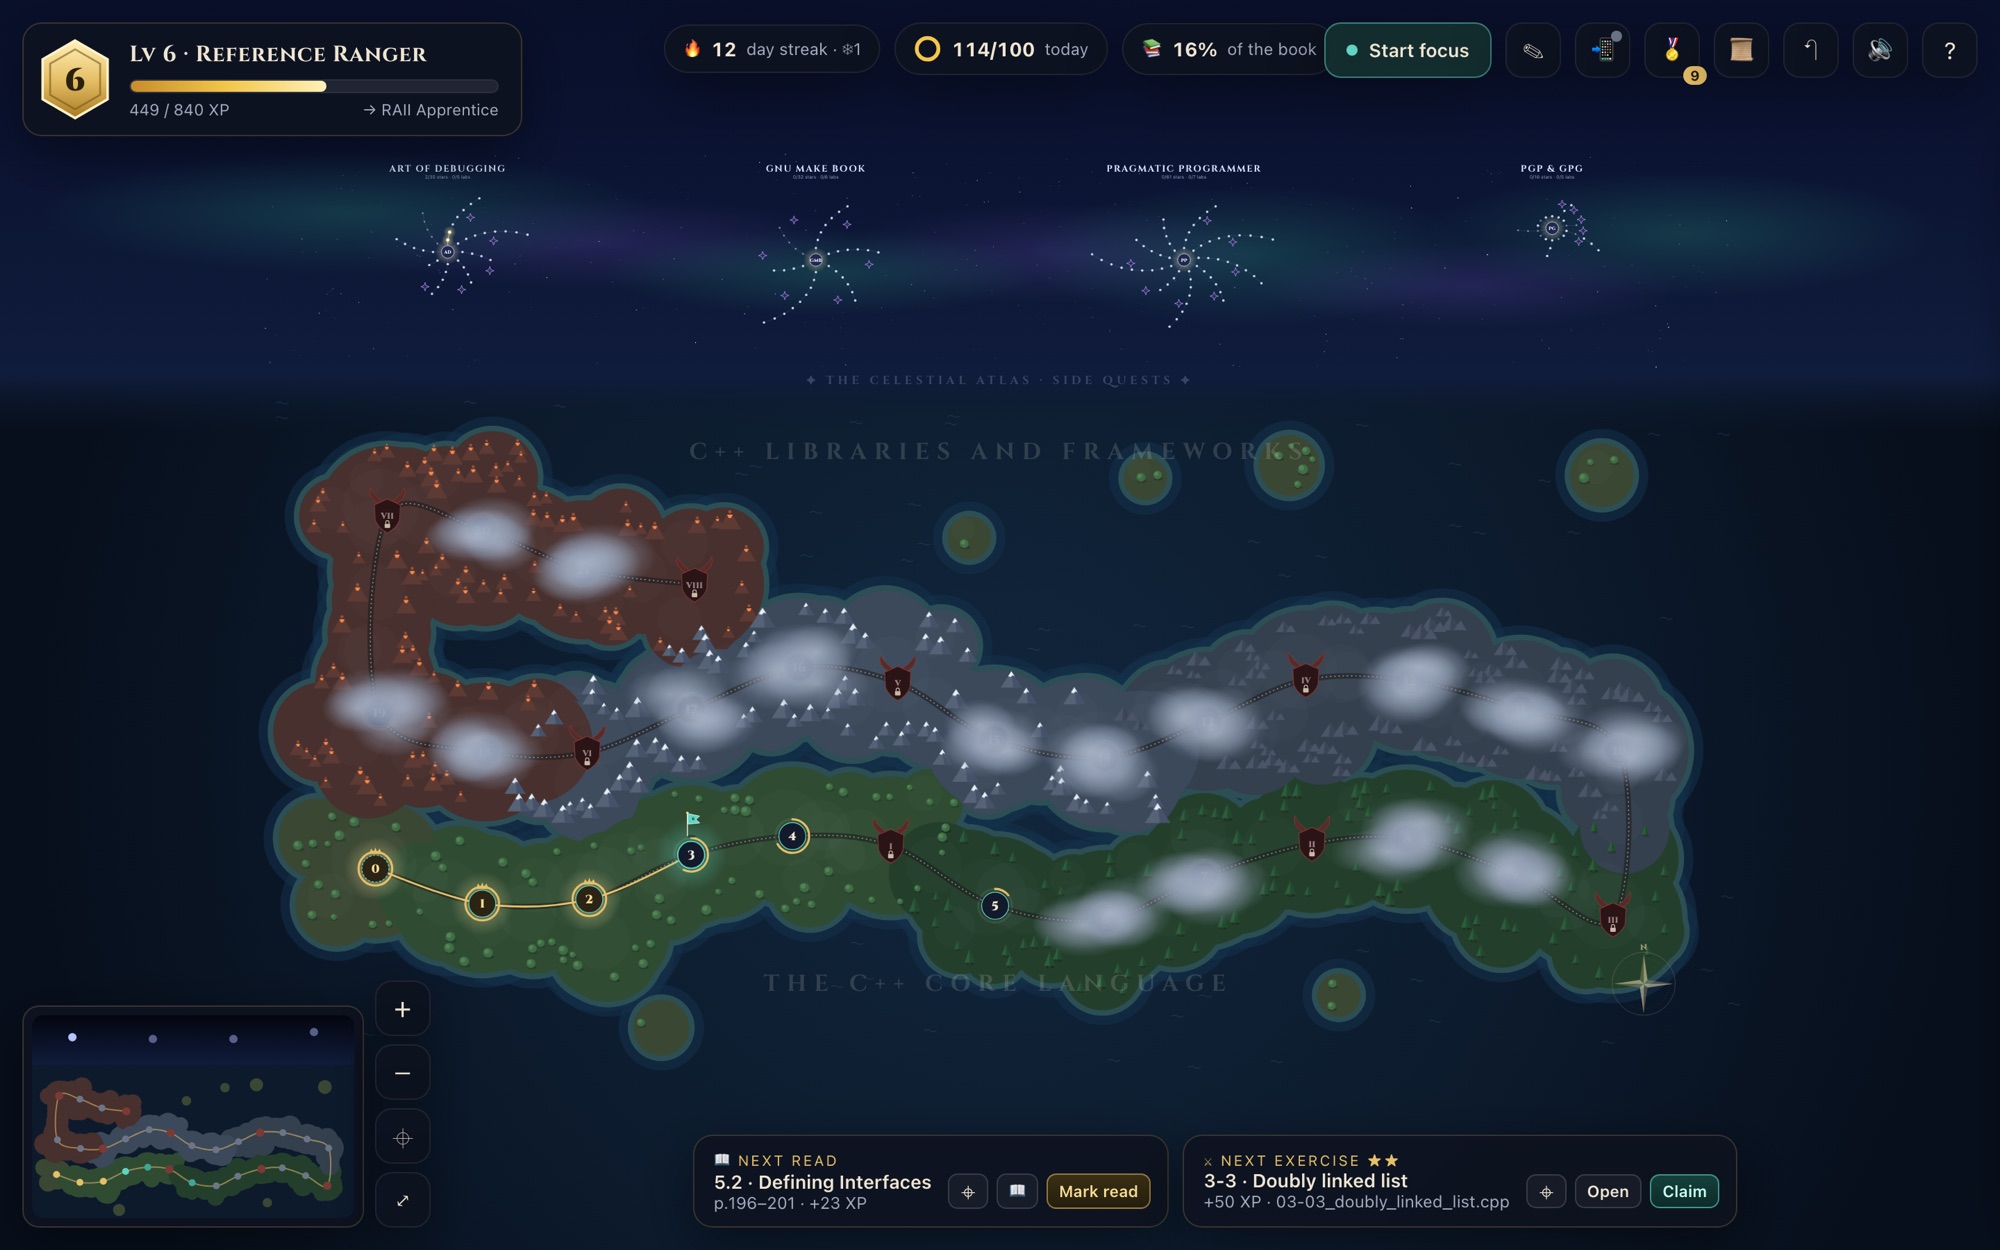 6
Lv 6 · Reference Ranger
449 / 840 XP
→ RAII Apprentice
12 day streak · ❄1
114/100 today
16% of the book
Start focus
9
?
ART OF DEBUGGING
GNU MAKE BOOK
PRAGMATIC PROGRAMMER
PGP & GPG
AD
GMB
PP
PG
✦ THE CELESTIAL ATLAS · SIDE QUESTS ✦
C++ LIBRARIES AND FRAMEWORKS
VII
VIII
V
IV
VI
0
1
2
3
4
I
5
II
III
N
THE C++ CORE LANGUAGE
+
−
NEXT READ
5.2 · Defining Interfaces
p.196–201 · +23 XP
Mark read
NEXT EXERCISE ★★
3-3 · Doubly linked list
+50 XP · 03-03_doubly_linked_list.cpp
Open
Claim